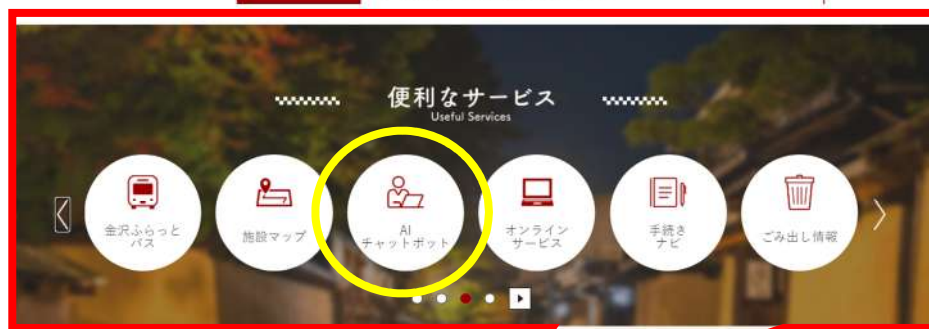 便利なサービス
Useful Services
金沢ふらっと
バス
施設マップ
AI
チャットボット
オンライン
サービス
手続き
ナビ
ごみ出し情報